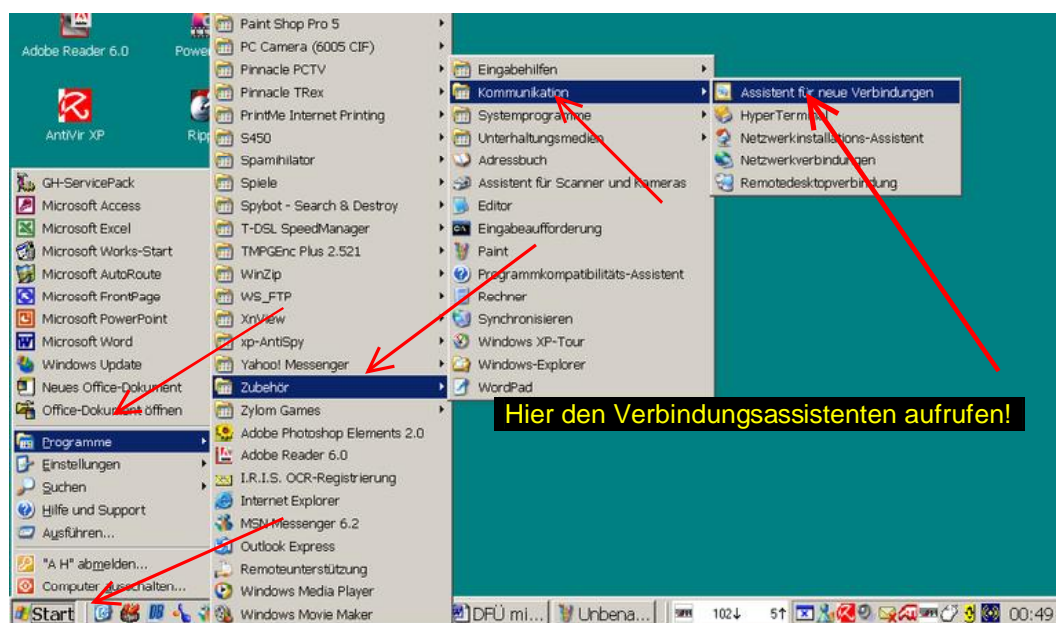 Adobe Reader 6.0
Power
AntiVir XP
Ripp
GH-ServicePack
Microsoft Access
Microsoft Excel
Microsoft Works-Start
Microsoft AutoRoute
Microsoft FrontPage
Microsoft PowerPoint
Microsoft Word
Windows Update
Neues Office-Dokument
Office-Dokument öffnen
Programme
Einstellungen
Suchen
Hilfe und Support
Ausführen...
"A H" abmelden...
Computer ausschalten...
Paint Shop Pro 5
PC Camera (6005 CIF)
Pinnacle PCTV
Pinnacle TRex
PrintMe Internet Printing
S450
Spamihilator
Spiele
Spybot - Search & Destroy
T-DSL SpeedManager
TMPGEnc Plus 2.521
WinZip
WS_FTP
XnView
xp-AntiSpy
Yahoo! Messenger
Zubehör
Zylom Games
Adobe Photoshop Elements 2.0
Adobe Reader 6.0
I.R.I.S. OCR-Registrierung
Internet Explorer
MSN Messenger 6.2
Outlook Express
Remoteunterstützung
Windows Media Player
Windows Movie Maker
Eingabehilfen
Kommunikation
Systemprogramme
Unterhaltungsmedien
Adressbuch
Assistent für Scanner und Kameras
Editor
Eingabeaufforderung
Paint
Programmkompatibilitäts-Assistent
Rechner
Synchronisieren
Windows XP-Tour
Windows-Explorer
WordPad
Assistent für neue Verbindungen
HyperTerminal
Netzwerkinstallations-Assistent
Netzwerkverbindungen
Remotedesktopverbindung
Hier den Verbindungsassistenten aufrufen!
Start
DFÜ mi...
Unbena...
102↓
5↑
00:49